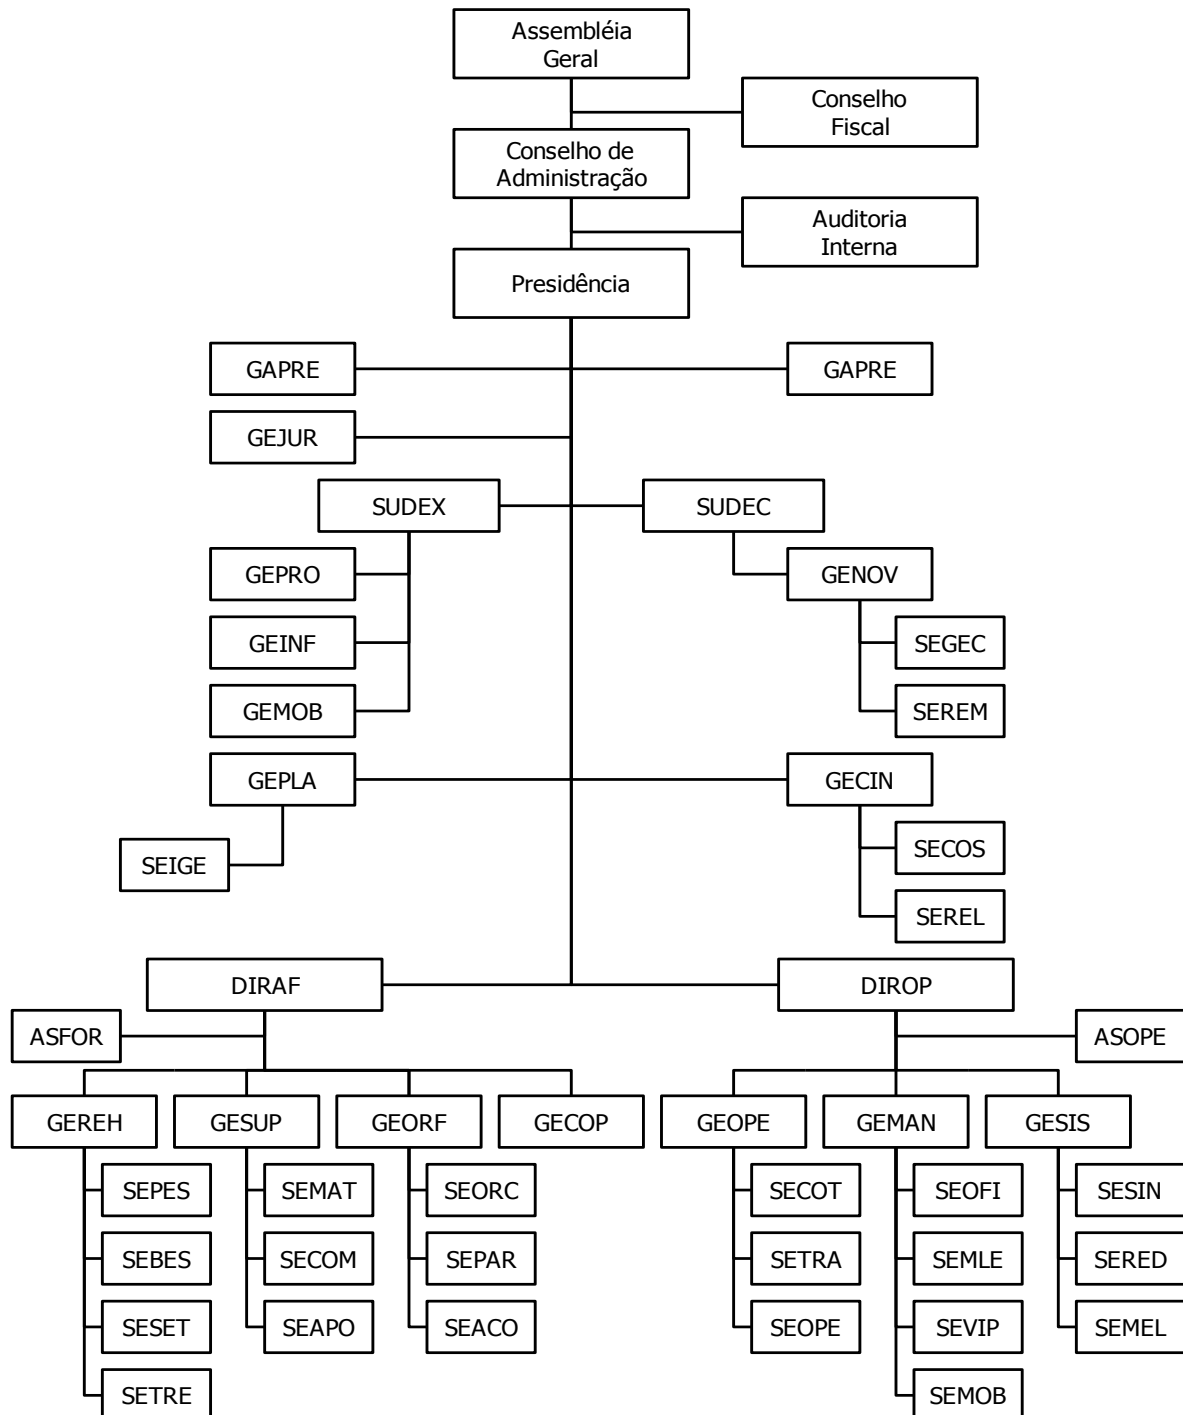 Assembléia
Geral
Conselho
Fiscal
Conselho de
Administração
Auditoria
Interna
Presidência
GAPRE
GAPRE
GEJUR
SUDEX
SUDEC
GEPRO
GENOV
GEINF
SEGEC
GEMOB
SEREM
GEPLA
GECIN
SEIGE
SECOS
SEREL
DIRAF
DIROP
ASFOR
ASOPE
GEREH
GESUP
GEORF
GECOP
GEOPE
GEMAN
GESIS
SEPES
SEMAT
SEORC
SECOT
SEOFI
SESIN
SEBES
SECOM
SEPAR
SETRA
SEMLE
SERED
SESET
SEAPO
SEACO
SEOPE
SEVIP
SEMEL
SETRE
SEMOB